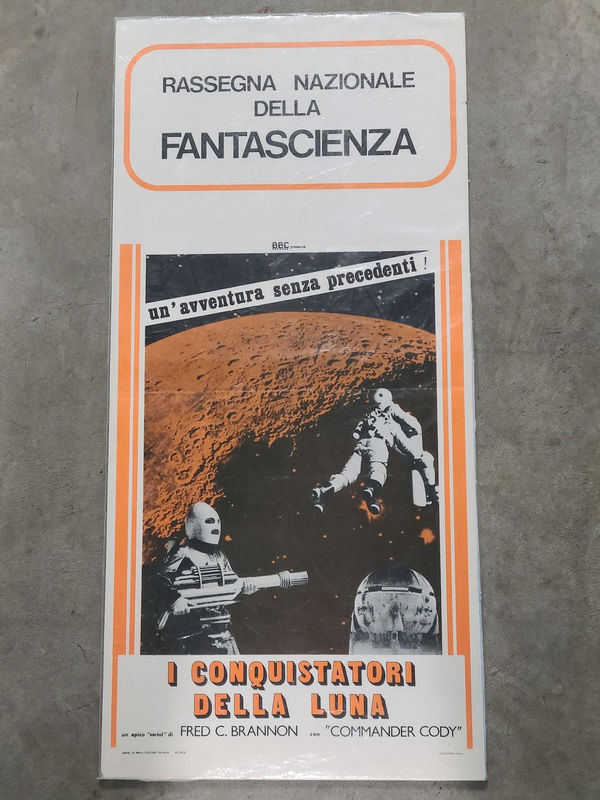 RASSEGNA NAZIONALE
DELLA
FANTASCIENZA
BBC
un'avventura senza precedenti !
I CONQUISTATORI
DELLA LUNA
un epico "serial" di FRED C. BRANNON con "COMMANDER CODY"